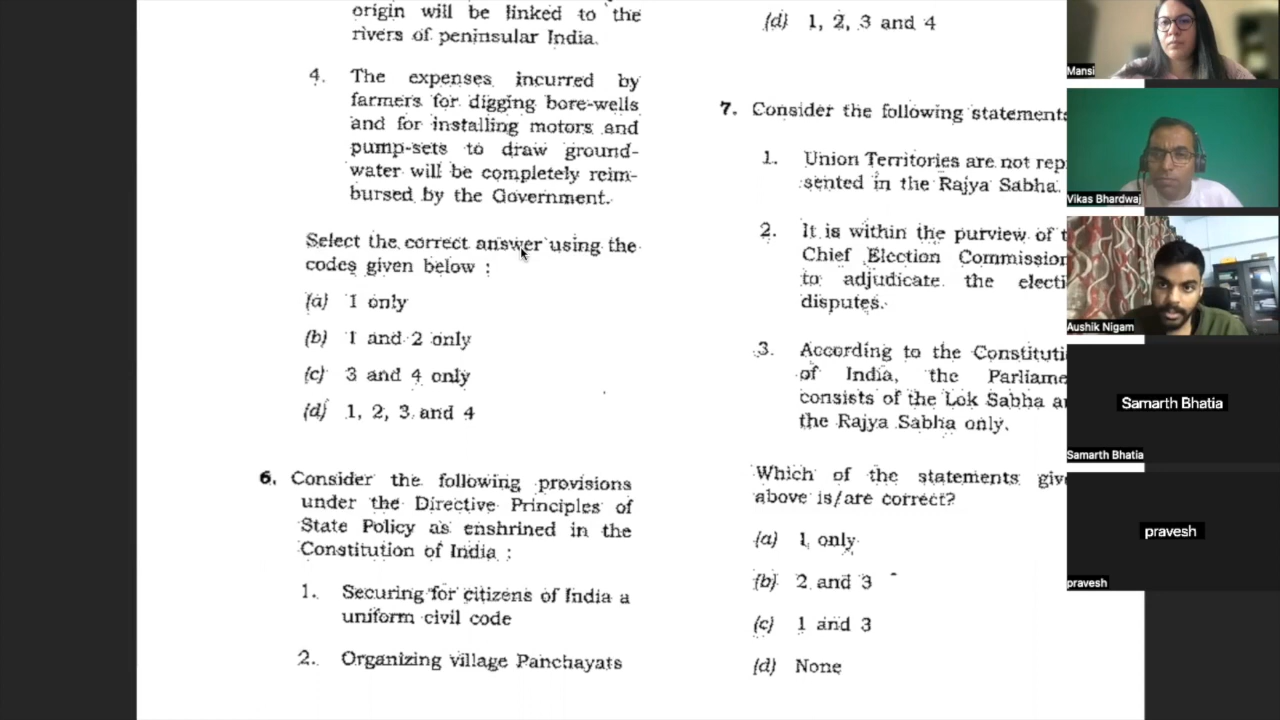 origin will be linked to the
rivers of peninsular India.
4. The expenses incurred by
farmers for digging bore-wells
and for installing motors and
pump-sets to draw ground-
water will be completely reim-
bursed by the Government.
Select the correct answer using the
codes given below :
(a) 1 only
(b) 1 and 2 only
(c) 3 and 4 only
(d) 1, 2, 3 and 4
6. Consider the following provisions
under the Directive Principles of
State Policy as enshrined in the
Constitution of India :
1. Securing for citizens of India a
uniform civil code
2. Organizing village Panchayats
(d) 1, 2, 3 and 4
7. Consider the following statements
1. Union Territories are not rep
sented in the Rajya Sabha.
2. It is within the purview of t
Chief Election Commission
to adjudicate the electi
disputes.
3. According to the Constituti
of India, the Parliame
consists of the Lok Sabha a
the Rajya Sabha only.
Which of the statements giv
above is/are correct?
(a) 1 only
(b) 2 and 3
(c) 1 and 3
(d) None
Mansi
Vikas Bhardwaj
Aushik Nigam
Samarth Bhatia
Samarth Bhatia
pravesh
pravesh